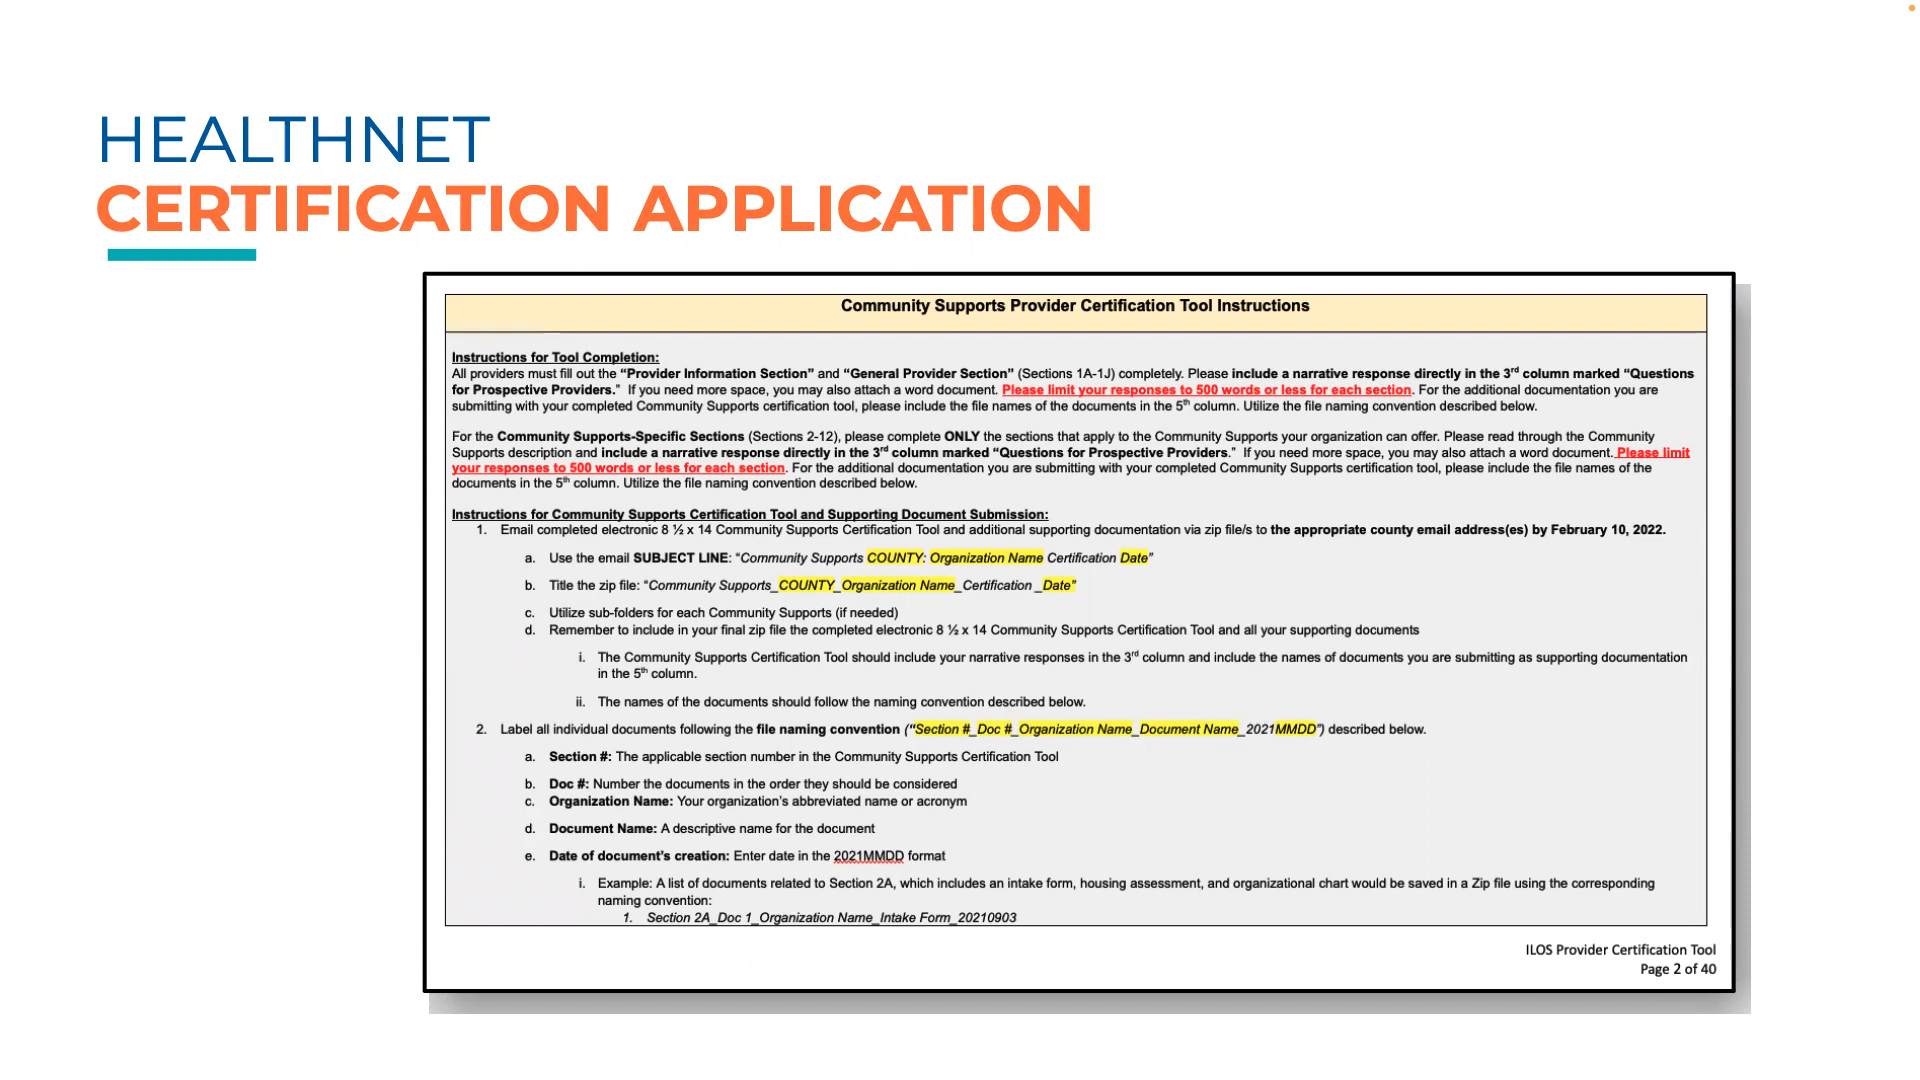 HEALTHNET
CERTIFICATION APPLICATION
Community Supports Provider Certification Tool Instructions
Instructions for Tool Completion:
All providers must fill out the “Provider Information Section” and “General Provider Section” (Sections 1A-1J) completely. Please include a narrative response directly in the 3rd column marked “Questions
for Prospective Providers.” If you need more space, you may also attach a word document. Please limit your responses to 500 words or less for each section. For the additional documentation you are
submitting with your completed Community Supports certification tool, please include the file names of the documents in the 5th column. Utilize the file naming convention described below.
For the Community Supports-Specific Sections (Sections 2-12), please complete ONLY the sections that apply to the Community Supports your organization can offer. Please read through the Community
Supports description and include a narrative response directly in the 3rd column marked “Questions for Prospective Providers.” If you need more space, you may also attach a word document. Please limit
your responses to 500 words or less for each section. For the additional documentation you are submitting with your completed Community Supports certification tool, please include the file names of the
documents in the 5th column. Utilize the file naming convention described below.
Instructions for Community Supports Certification Tool and Supporting Document Submission:
1. Email completed electronic 8 ½ x 14 Community Supports Certification Tool and additional supporting documentation via zip file/s to the appropriate county email address(es) by February 10, 2022.
a. Use the email SUBJECT LINE: “Community Supports COUNTY: Organization Name Certification Date”
b. Title the zip file: “Community Supports_COUNTY_Organization Name_Certification _Date”
c. Utilize sub-folders for each Community Supports (if needed)
d. Remember to include in your final zip file the completed electronic 8 ½ x 14 Community Supports Certification Tool and all your supporting documents
i. The Community Supports Certification Tool should include your narrative responses in the 3rd column and include the names of documents you are submitting as supporting documentation
in the 5th column.
ii. The names of the documents should follow the naming convention described below.
2. Label all individual documents following the file naming convention (“Section #_Doc #_Organization Name_Document Name_2021MMDD”) described below.
a. Section #: The applicable section number in the Community Supports Certification Tool
b. Doc #: Number the documents in the order they should be considered
c. Organization Name: Your organization’s abbreviated name or acronym
d. Document Name: A descriptive name for the document
e. Date of document’s creation: Enter date in the 2021MMDD format
i. Example: A list of documents related to Section 2A, which includes an intake form, housing assessment, and organizational chart would be saved in a Zip file using the corresponding
naming convention:
1. Section 2A_Doc 1_Organization Name_Intake Form_20210903
ILOS Provider Certification Tool
Page 2 of 40